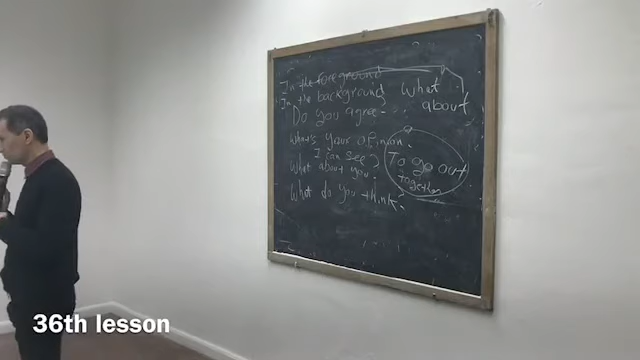 In the foreground
In the background what
Do you agree... about
What's your opinion.
I can see?
What about you.
To go out
together
What do you think?
36th lesson